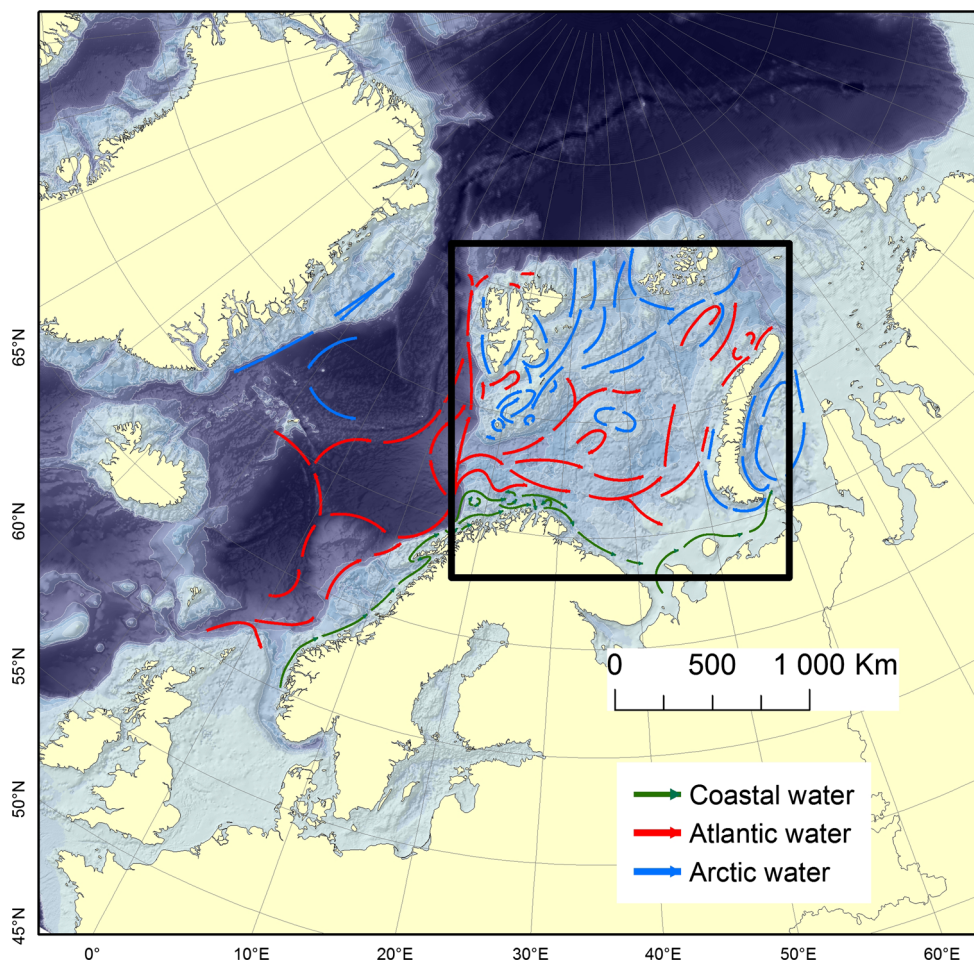 65°N
60°N
55°N
50°N
45°N
0 500 1 000 Km
Coastal water
Atlantic water
Arctic water
0° 10°E 20°E 30°E 40°E 50°E 60°E